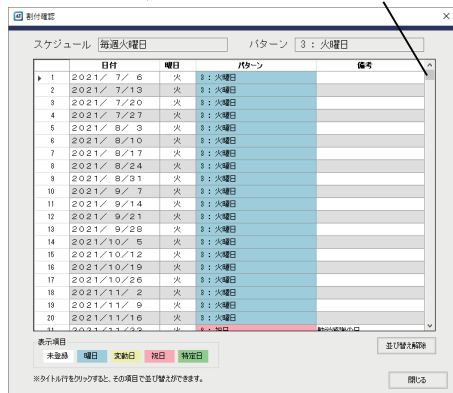 割付確認
スケジュール 毎週火曜日 パターン 3： 火曜日
日付 曜日 パターン 備考
1 2021／ 7／ 6 火 3： 火曜日
2 2021／ 7／13 火 3： 火曜日
3 2021／ 7／20 火 3： 火曜日
4 2021／ 7／27 火 3： 火曜日
5 2021／ 8／ 3 火 3： 火曜日
6 2021／ 8／10 火 3： 火曜日
7 2021／ 8／17 火 3： 火曜日
8 2021／ 8／24 火 3： 火曜日
9 2021／ 8／31 火 3： 火曜日
10 2021／ 9／ 7 火 3： 火曜日
11 2021／ 9／14 火 3： 火曜日
12 2021／ 9／21 火 3： 火曜日
13 2021／ 9／28 火 3： 火曜日
14 2021／10／ 5 火 3： 火曜日
15 2021／10／12 火 3： 火曜日
16 2021／10／19 火 3： 火曜日
17 2021／10／26 火 3： 火曜日
18 2021／11／ 2 火 3： 火曜日
19 2021／11／ 9 火 3： 火曜日
20 2021／11／16 火 3： 火曜日
21 2021／11／23 火 祝日 勤労感謝の日
表示項目
未登録 曜日 変動日 祝日 特定日 並び替え解除
※タイトル行をクリックすると、その項目で並び替えができます。 閉じる